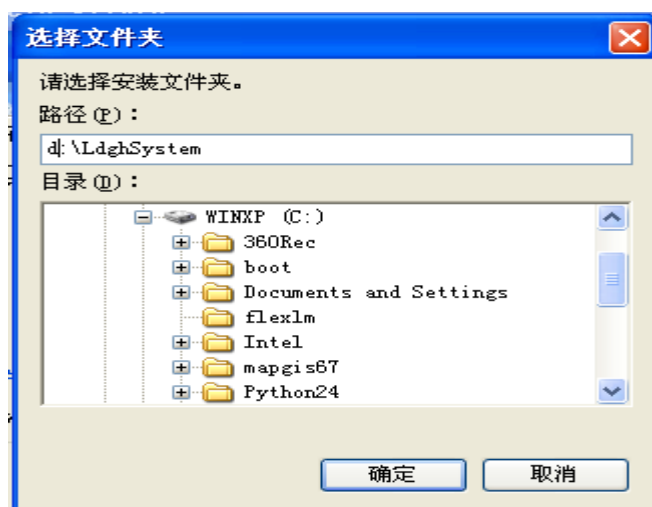 选择文件夹
请选择安装文件夹。
路径(P):
d:\LdghSystem
目录(D):
WINXP (C:)
360Rec
boot
Documents and Settings
flexlm
Intel
mapgis67
Python24
确定 取消